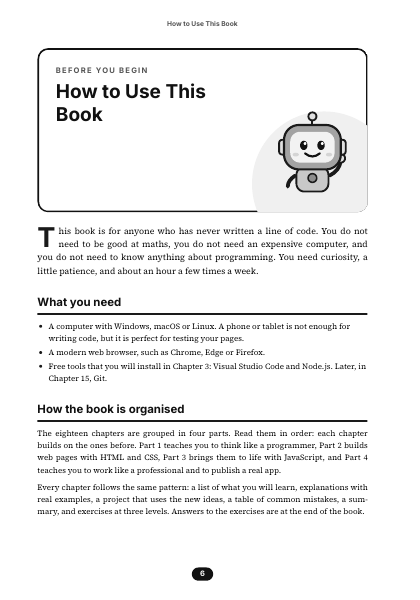 How to Use This Book
BEFORE YOU BEGIN
How to Use This
Book
This book is for anyone who has never written a line of code. You do not
need to be good at maths, you do not need an expensive computer, and
you do not need to know anything about programming. You need curiosity, a
little patience, and about an hour a few times a week.
What you need
• A computer with Windows, macOS or Linux. A phone or tablet is not enough for
writing code, but it is perfect for testing your pages.
• A modern web browser, such as Chrome, Edge or Firefox.
• Free tools that you will install in Chapter 3: Visual Studio Code and Node.js. Later, in
Chapter 15, Git.
How the book is organised
The eighteen chapters are grouped in four parts. Read them in order: each chapter
builds on the ones before. Part 1 teaches you to think like a programmer, Part 2 builds
web pages with HTML and CSS, Part 3 brings them to life with JavaScript, and Part 4
teaches you to work like a professional and to publish a real app.
Every chapter follows the same pattern: a list of what you will learn, explanations with
real examples, a project that uses the new ideas, a table of common mistakes, a sum-
mary, and exercises at three levels. Answers to the exercises are at the end of the book.
6